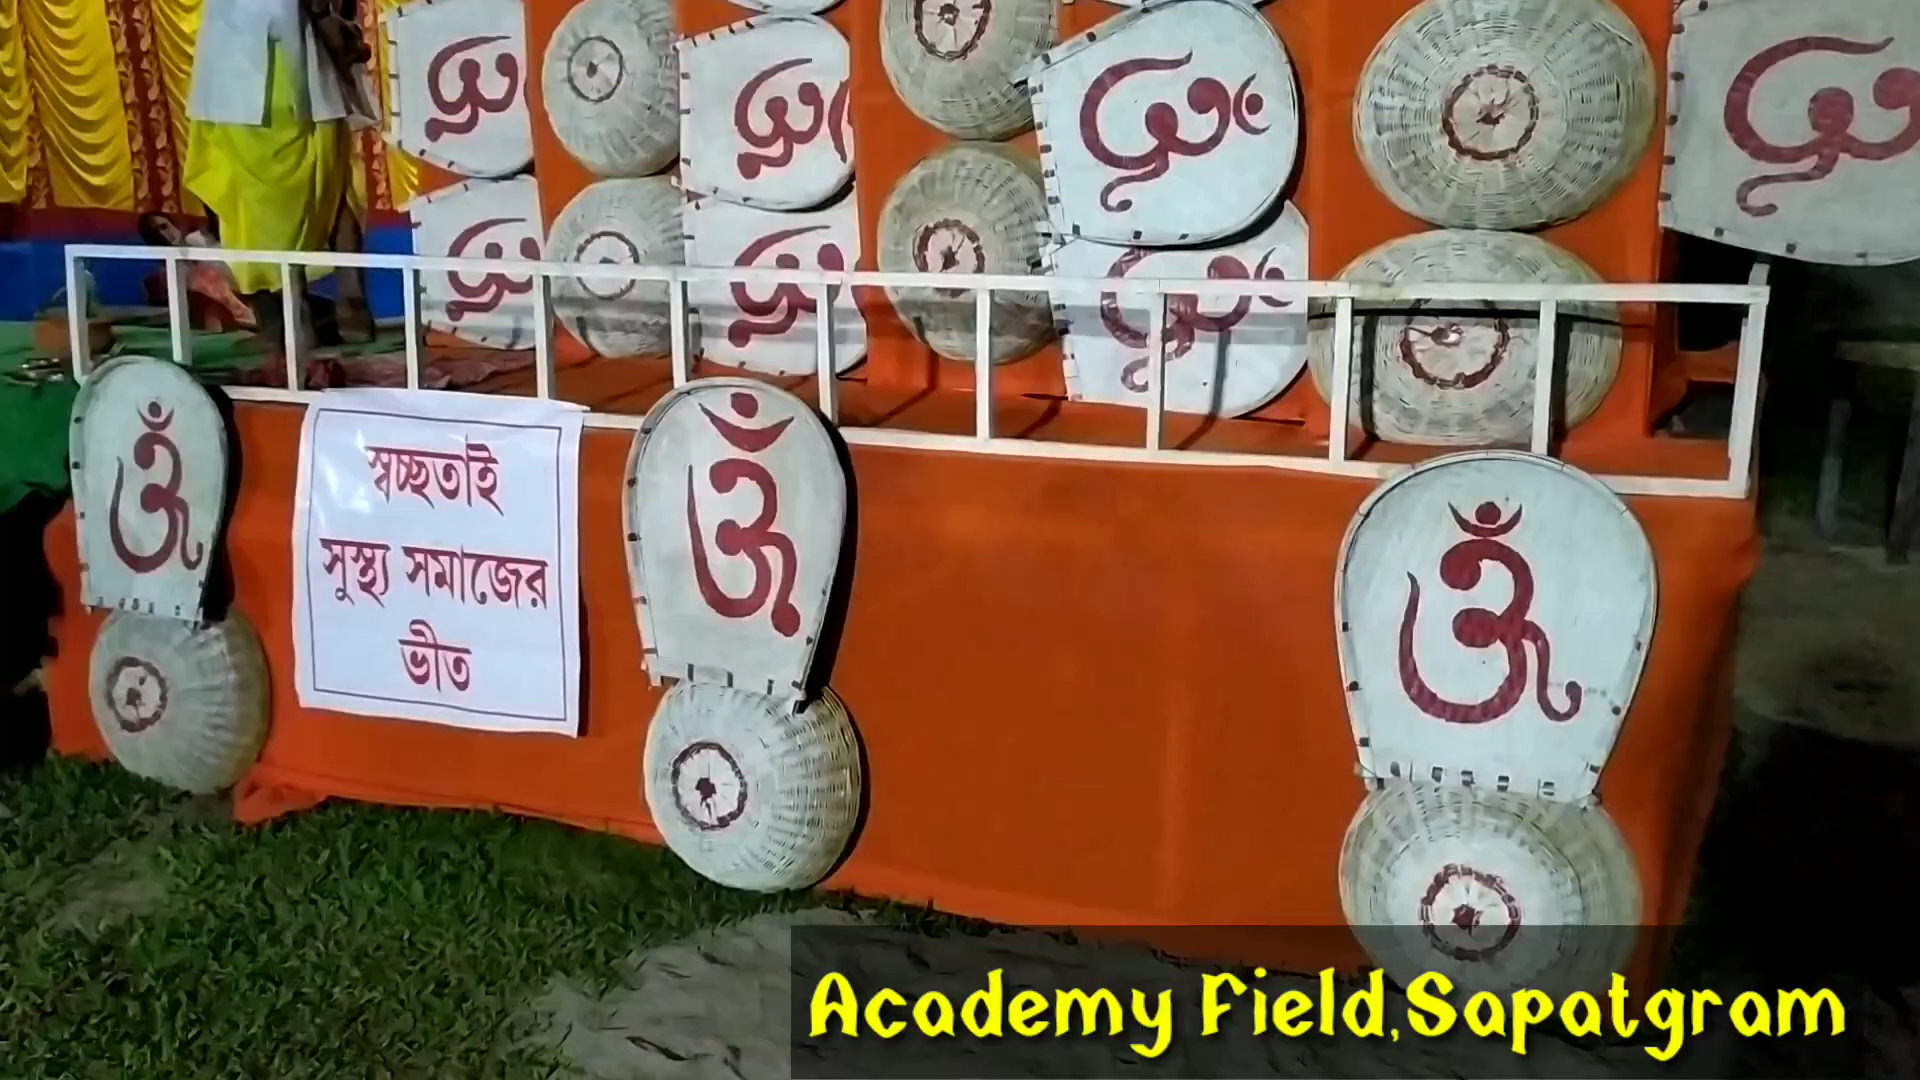 স্বচ্ছতাই
সুস্থ্য সমাজের
ভীত
ॐ ॐ ॐ
Academy Field,Sapatgram